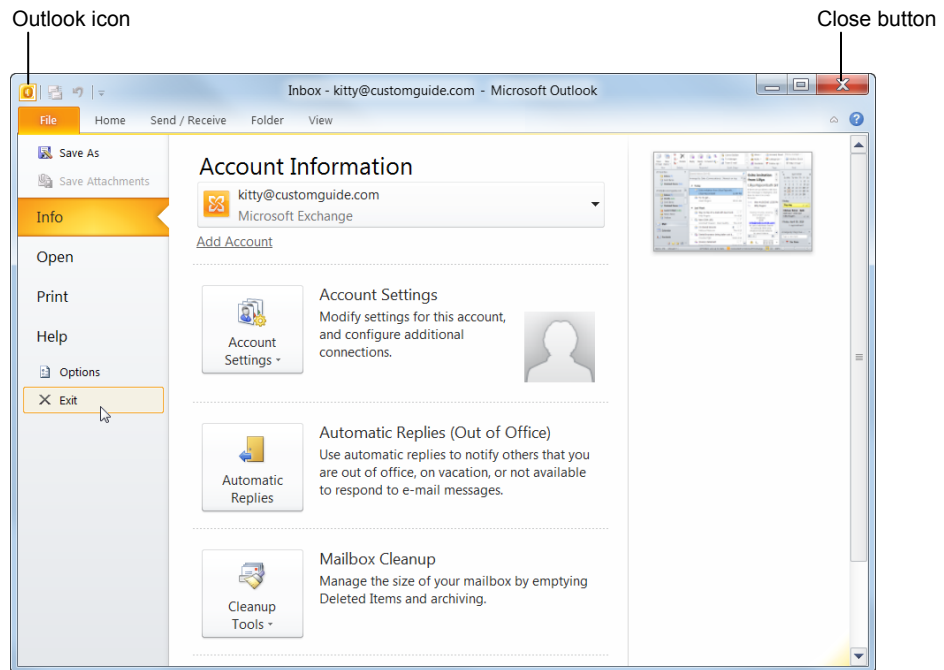 Outlook icon
Close button
Inbox - kitty@customguide.com - Microsoft Outlook
File Home Send / Receive Folder View
Save As
Save Attachments
Info
Open
Print
Help
Options
Exit
Account Information
kitty@customguide.com
Microsoft Exchange
Add Account
Account
Settings
Account Settings
Modify settings for this account,
and configure additional
connections.
Automatic
Replies
Automatic Replies (Out of Office)
Use automatic replies to notify others that you
are out of office, on vacation, or not available
to respond to e-mail messages.
Cleanup
Tools
Mailbox Cleanup
Manage the size of your mailbox by emptying
Deleted Items and archiving.